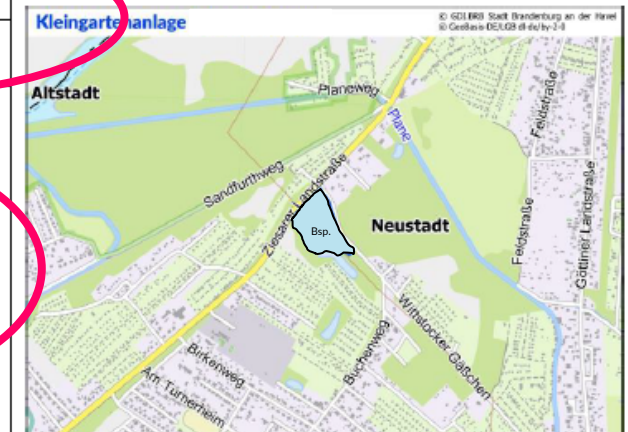 Kleingartenanlage
© GDI.BRB Stadt Brandenburg an der Havel
© GeoBasis-DE/LGB dl-de/by-2-0
Altstadt
Planeweg
Plane
Feldstraße
Sandfurthweg
Ziesarer Landstraße
Bsp.
Neustadt
Feldstraße
Göttiner Landstraße
Wittstocker Gäßchen
Buchenweg
Birkenweg
Am Turnerheim